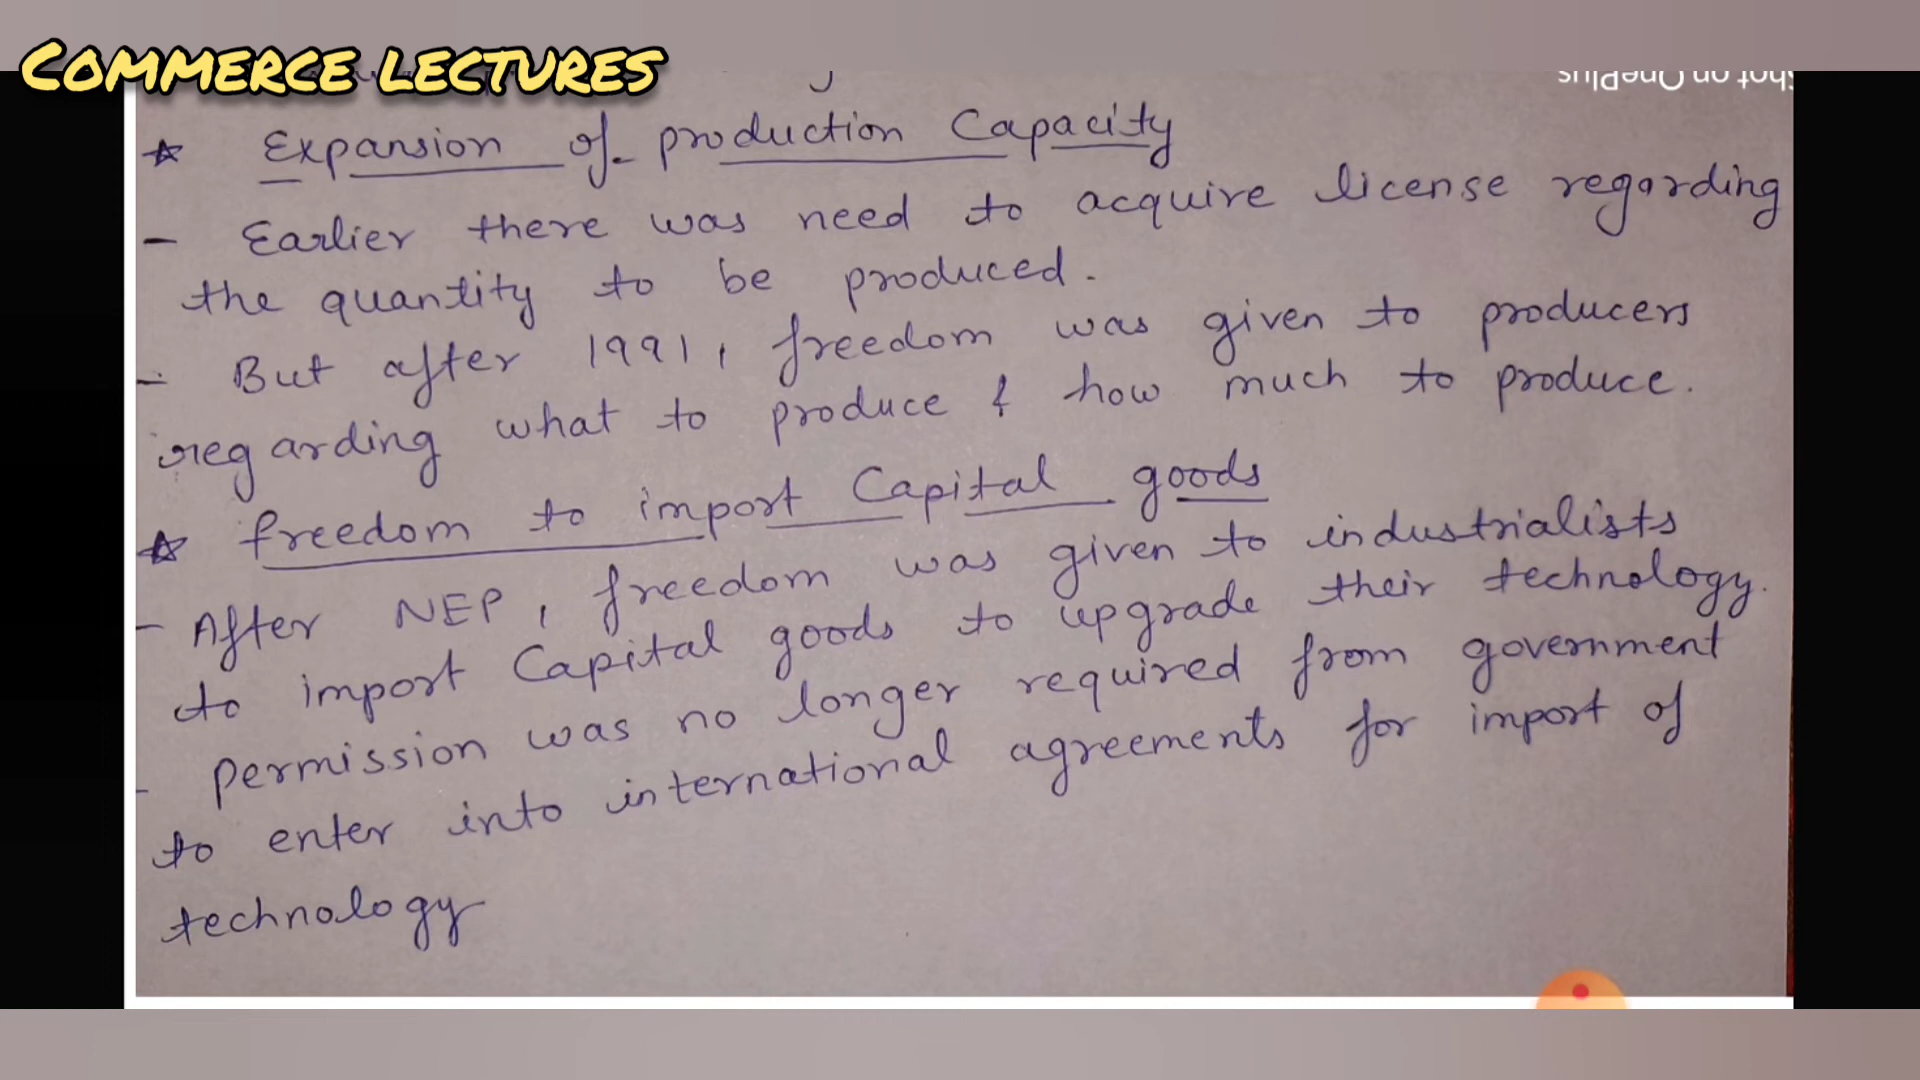 COMMERCE LECTURES
Shot on OnePlus
☆ Expansion of production Capacity
- Earlier there was need to acquire license regarding
the quantity to be produced.
- But after 1991, freedom was given to producers
regarding what to produce & how much to produce.
☆ freedom to import Capital goods
- After NEP, freedom was given to industrialists
to import Capital goods to upgrade their technology.
- Permission was no longer required from government
to enter into international agreements for import of
technology